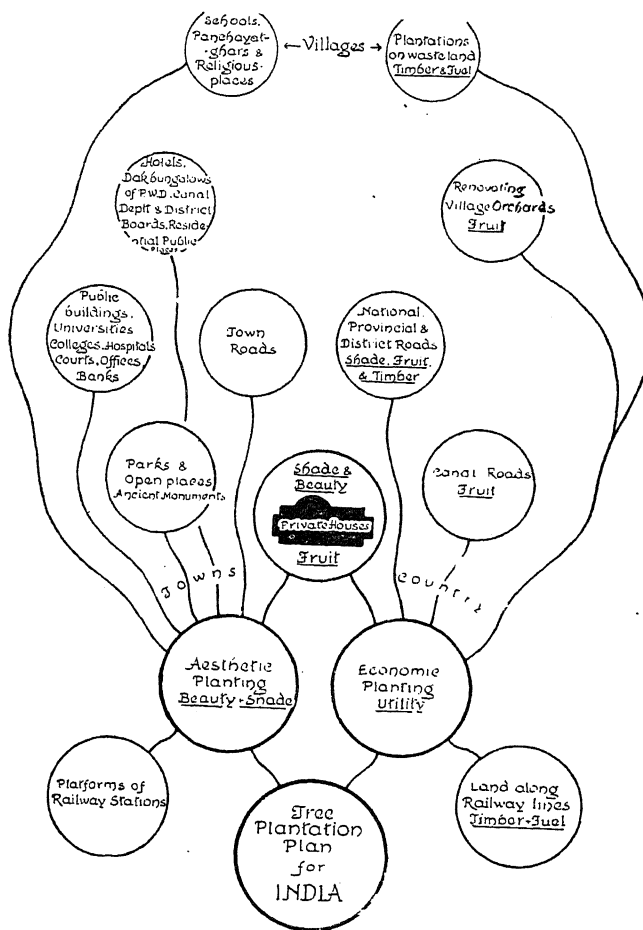 Schools,
Panchayat-
-ghars &
Religious-
places
←Villages→
Plantations
on wasteland
Timber & Fuel
Hotels,
Dakbungalows
of P.W.D. Canal
Deptt & District
Boards, Reside
ntial Public
Places
Renovating
Village Orchards
Fruit
Public
buildings,
Universities
Colleges, Hospitals
Courts, Offices,
Banks
Town
Roads
National,
Provincial &
District Roads
Shade, Fruit,
& Timber
Parks &
Open places,
Ancient Monuments
Shade &
Beauty
Private Houses
Fruit
Canal Roads
Fruit
TOWNS
COUNTRY
Aesthetic
Planting
Beauty + Shade
Economic
Planting
Utility
Platforms of
Railway Stations
Land along
Railway lines
Timber + Fuel
Tree
Plantation
Plan
for
INDIA